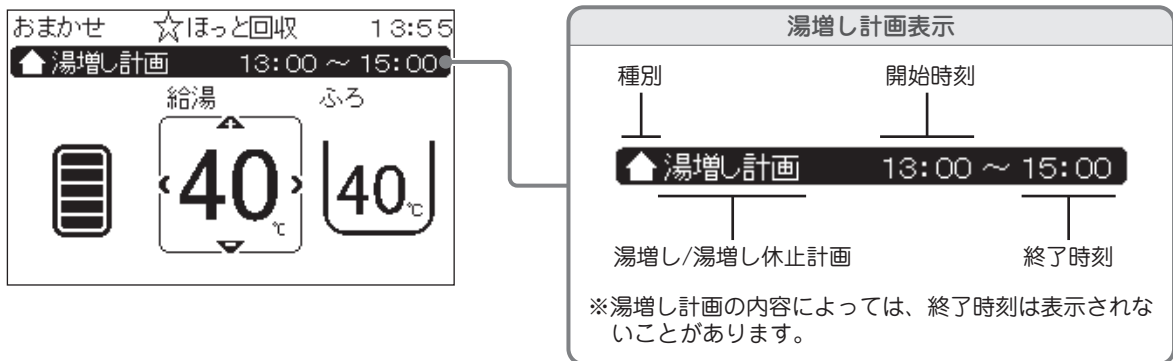 おまかせ ☆ほっと回収 13:55
湯増し計画 13:00 ～ 15:00
給湯 ふろ
40℃ 40℃
湯増し計画表示
種別 開始時刻
湯増し計画 13:00 ～ 15:00
湯増し/湯増し休止計画 終了時刻
※湯増し計画の内容によっては、終了時刻は表示されな
いことがあります。